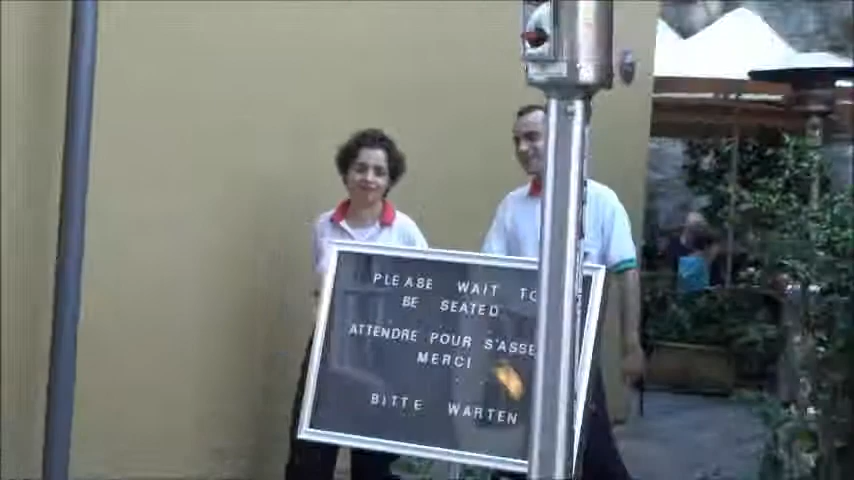 PLEASE WAIT TO
BE SEATED
ATTENDRE POUR S'ASSE
MERCI
BITTE WARTEN